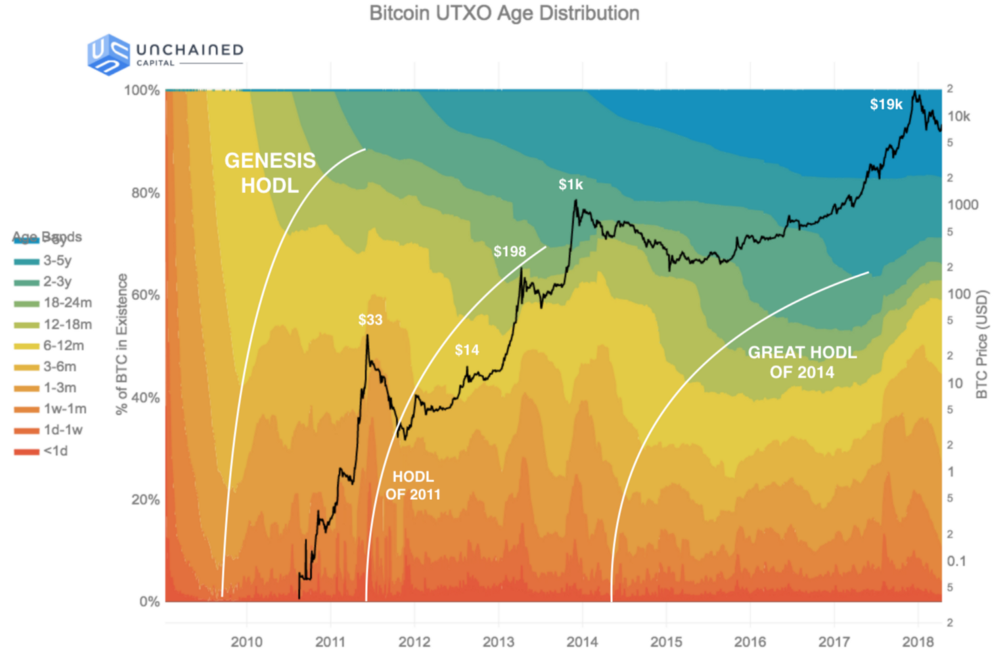 Bitcoin UTXO Age Distribution
UNCHAINED
CAPITAL
100%
80%
60%
40%
20%
0%
% of BTC in Existence
Age Bands
>5y
3-5y
2-3y
18-24m
12-18m
6-12m
3-6m
1-3m
1w-1m
1d-1w
<1d
GENESIS
HODL
$33
HODL
OF 2011
$14
$198
$1k
GREAT HODL
OF 2014
$19k
2
10k
5
2
1000
5
2
100
5
2
10
5
2
1
5
2
0.1
5
2
BTC Price (USD)
2010
2011
2012
2013
2014
2015
2016
2017
2018